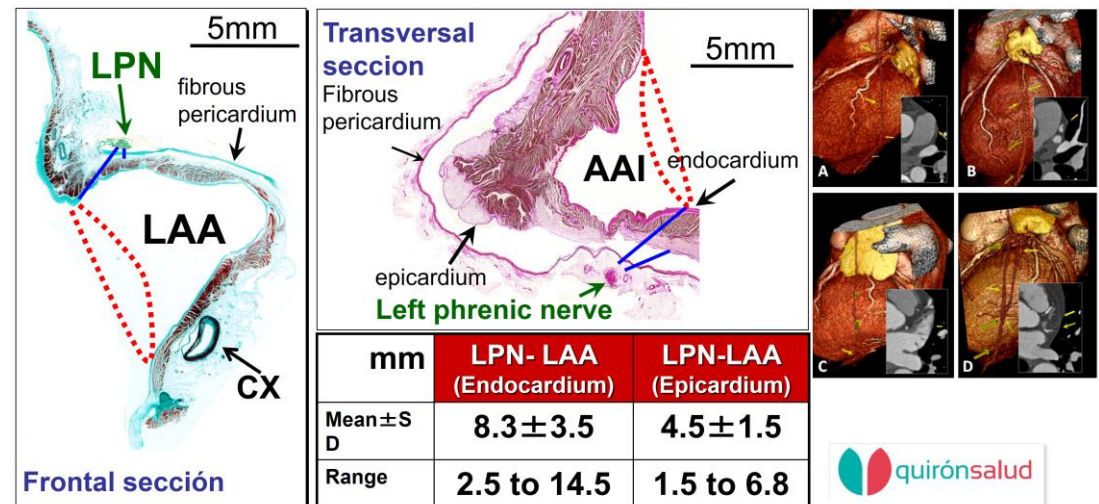 5mm
LPN
fibrous
pericardium
LAA
CX
Frontal sección
Transversal
seccion
Fibrous
pericardium
5mm
AAI
endocardium
epicardium
Left phrenic nerve
mm
LPN- LAA
(Endocardium)
LPN-LAA
(Epicardium)
Mean±S
D
8.3±3.5
4.5±1.5
Range
2.5 to 14.5
1.5 to 6.8
A
B
C
D
quirónsalud